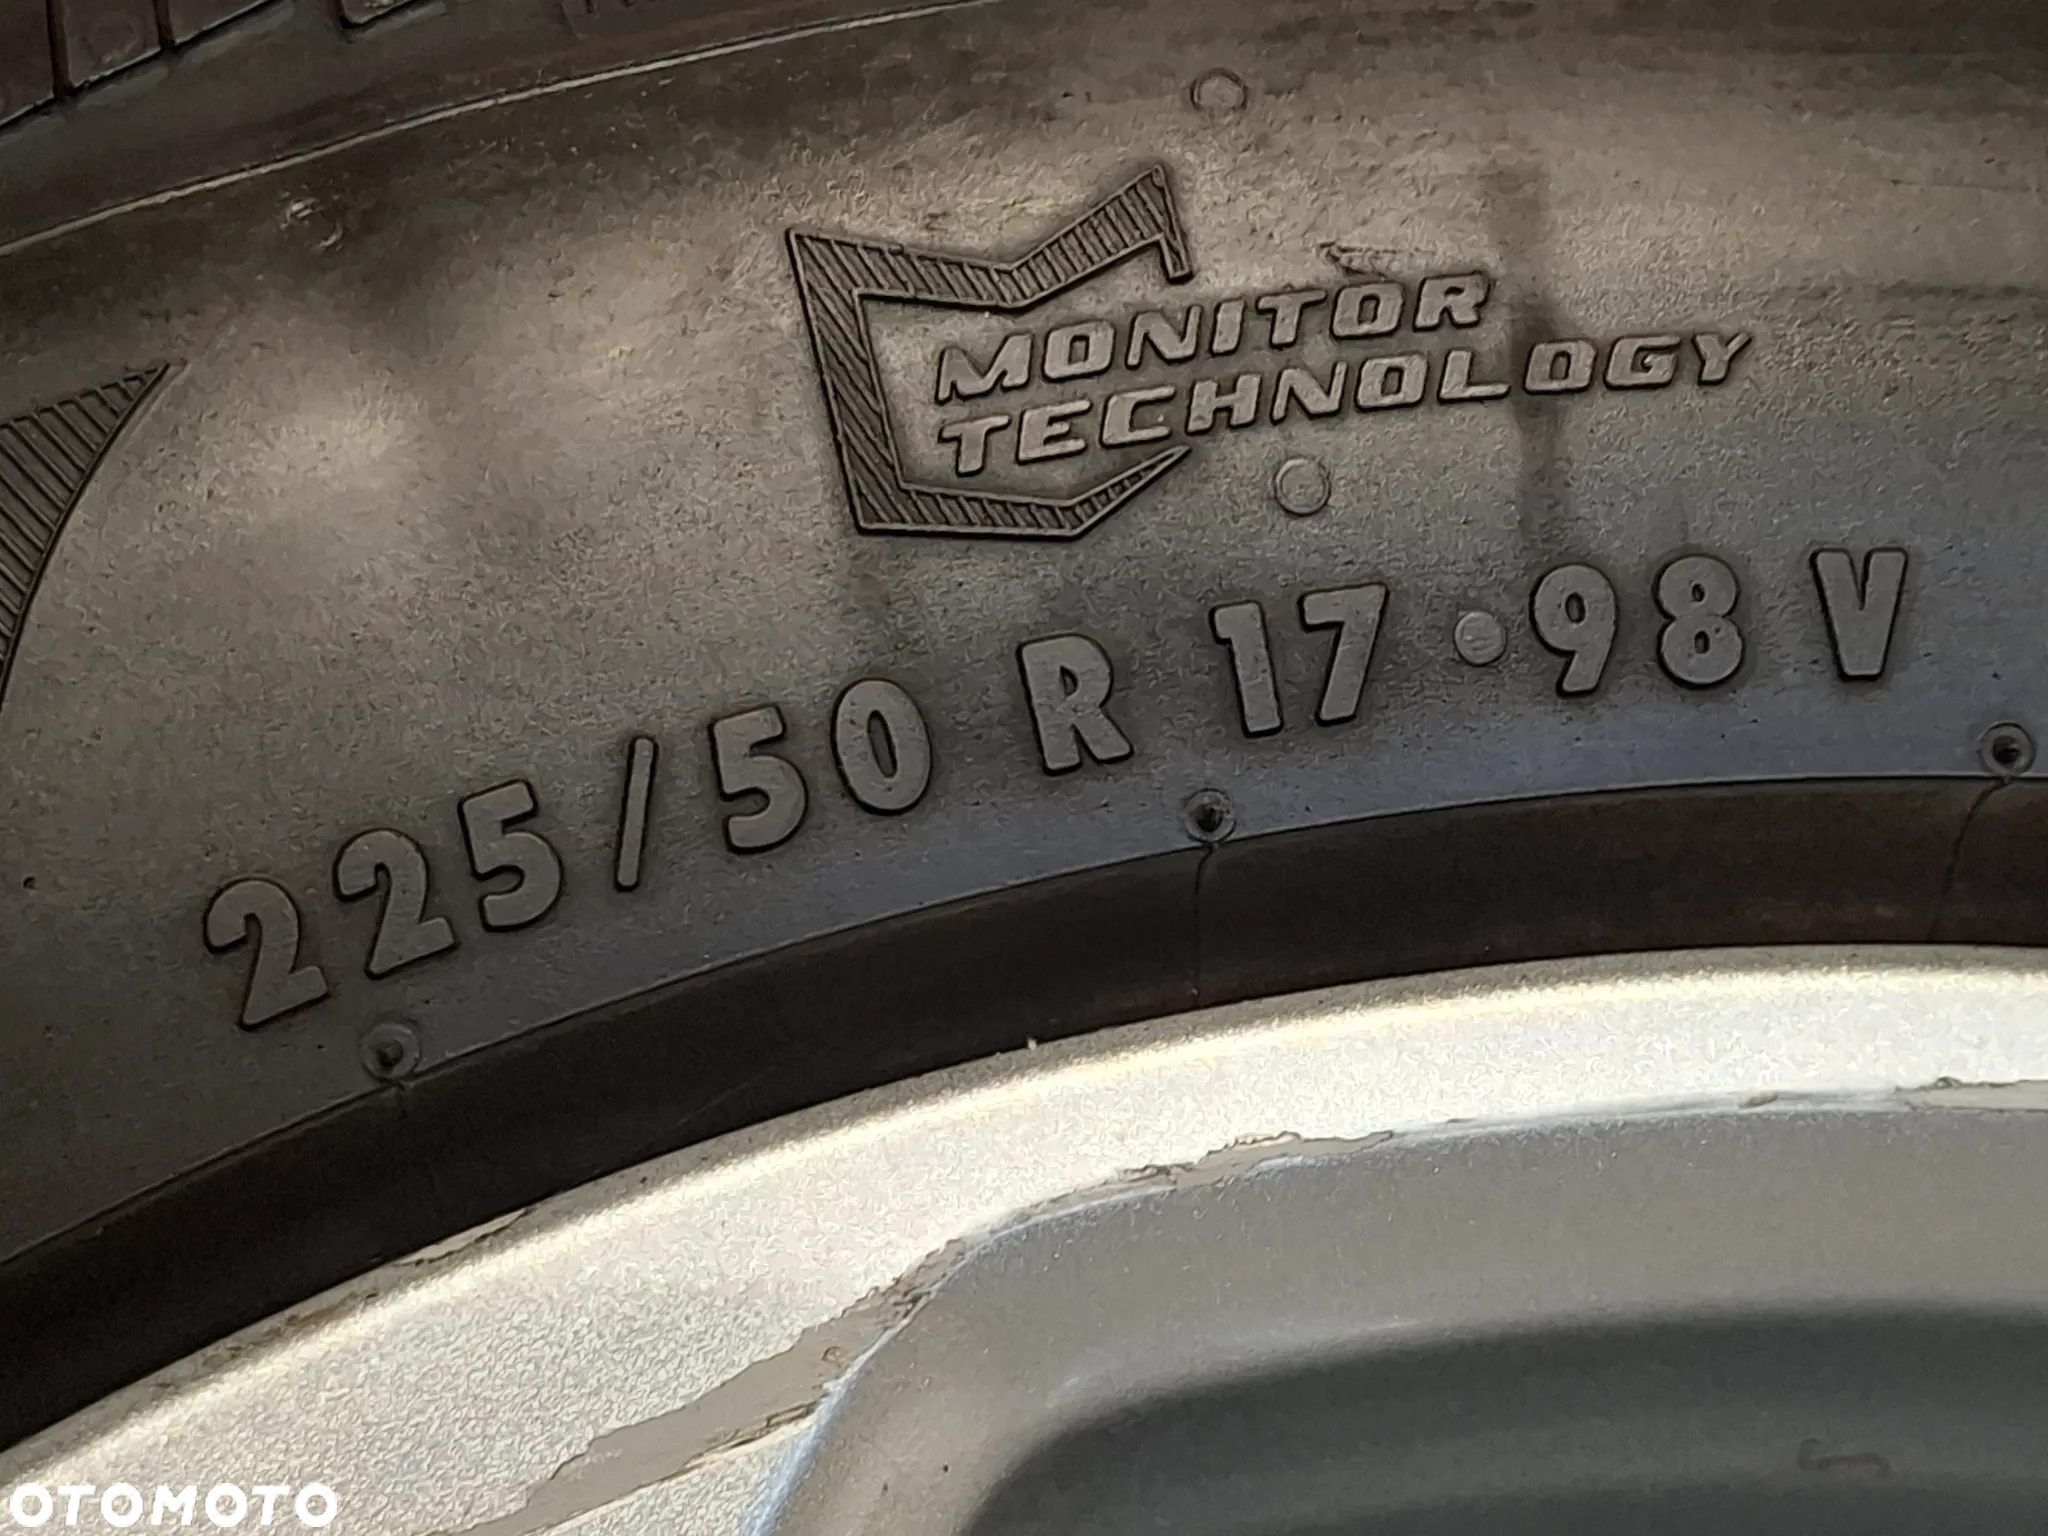 MONITOR
TECHNOLOGY
225/50 R 17 · 98 V
OTOMOTO